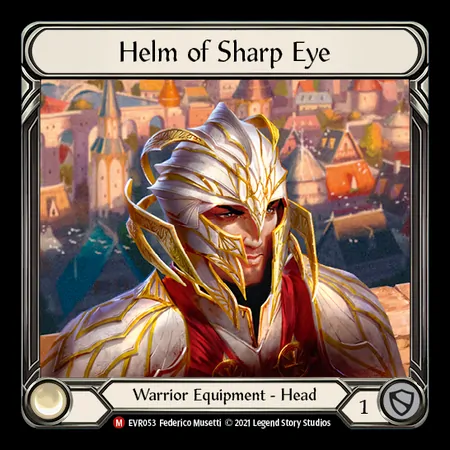 Helm of Sharp Eye
Warrior Equipment - Head
1
M EVR053 Federico Musetti © 2021 Legend Story Studios